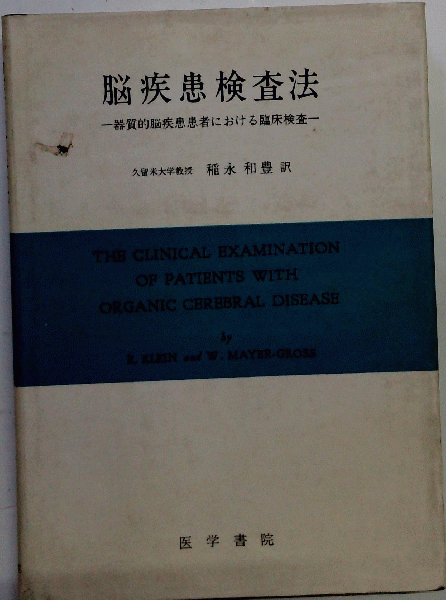 脳疾患検査法
—器質的脳疾患患者における臨床検査—
久留米大学教授 稲永和豊訳
THE CLINICAL EXAMINATION
OF PATIENTS WITH
ORGANIC CEREBRAL DISEASE
by
R. KLEIN and W. MAYER-GROSS
医学書院